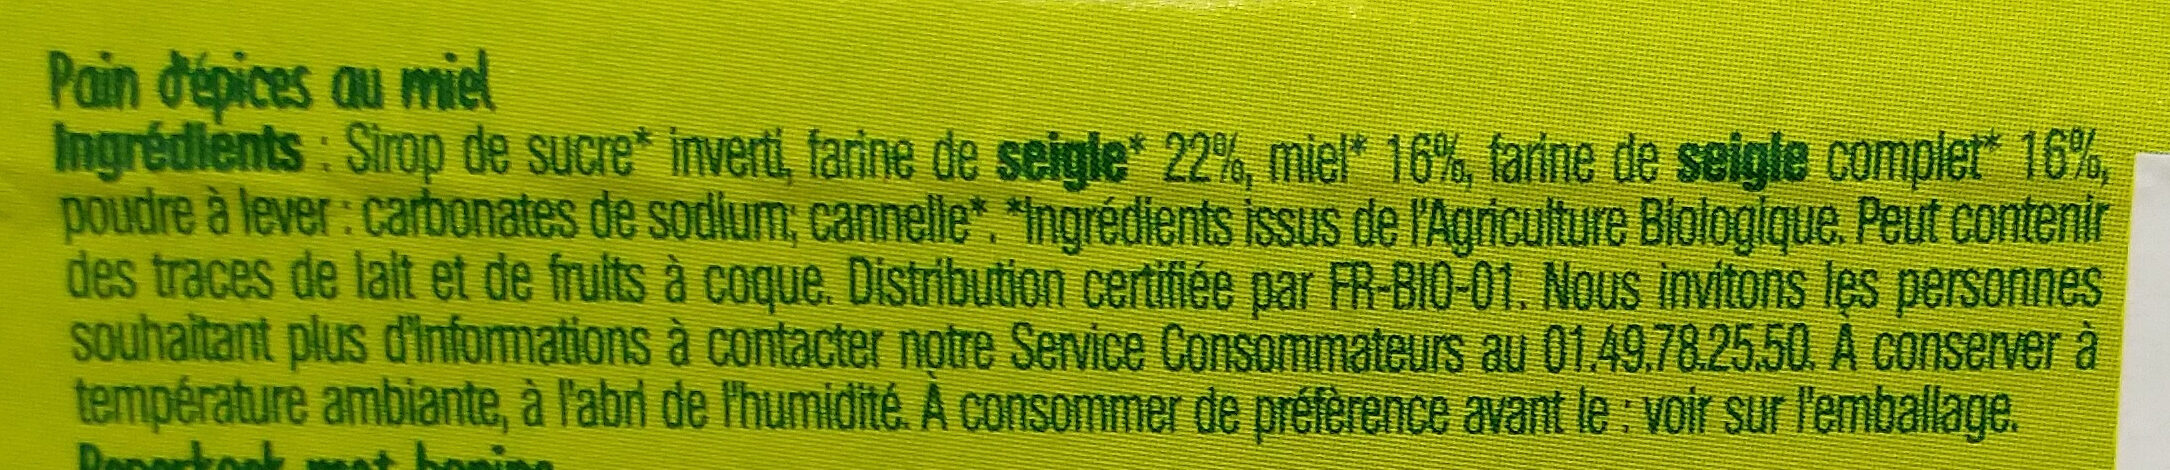 Pain d'épices au miel
Ingrédients : Sirop de sucre* inverti, farine de seigle* 22%, miel* 16%, farine de seigle complet* 16%,
poudre à lever : carbonates de sodium; cannelle*. *Ingrédients issus de l'Agriculture Biologique. Peut contenir
des traces de lait et de fruits à coque. Distribution certifiée par FR-BIO-01. Nous invitons les personnes
souhaitant plus d'informations à contacter notre Service Consommateurs au 01.49.78.25.50. À conserver à
température ambiante, à l'abri de l'humidité. À consommer de préférence avant le : voir sur l'emballage.
Peperkoek met honing